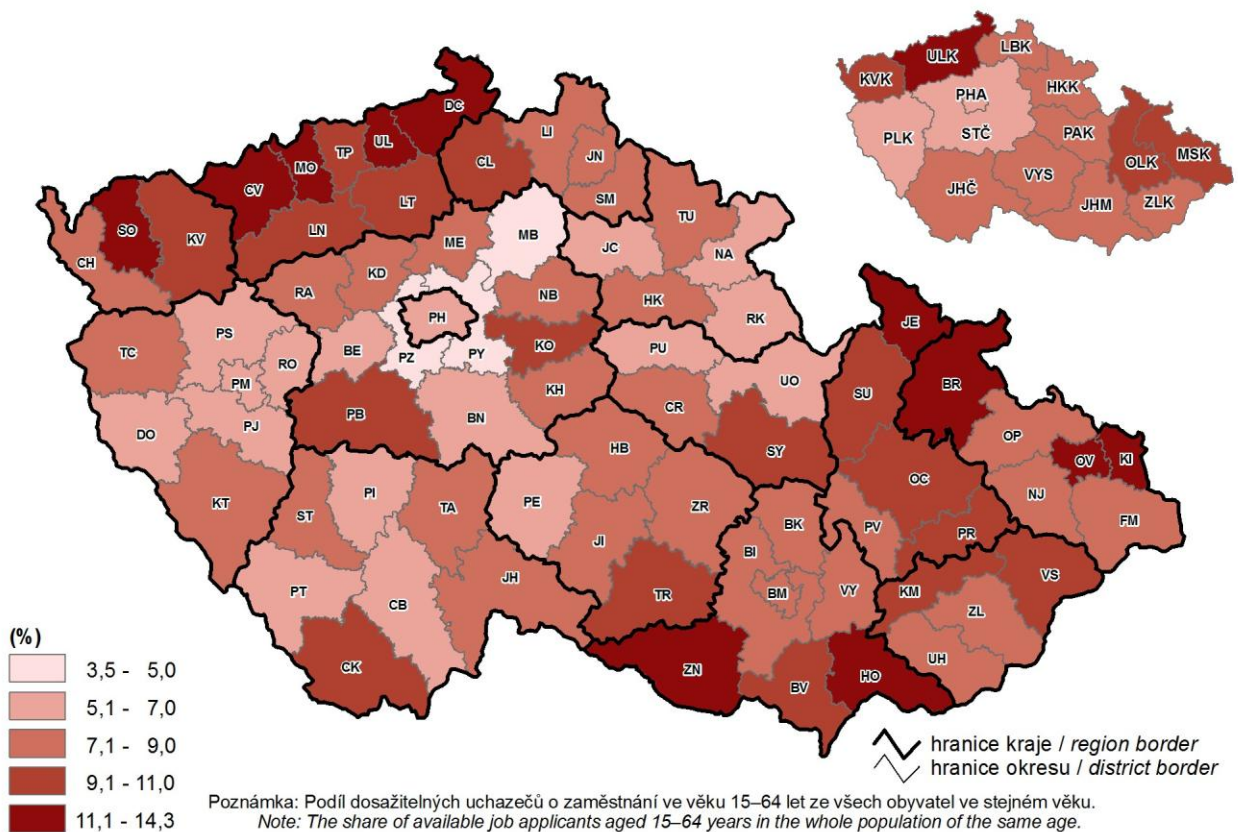 DC
UL
TP
MO
CV
LT
CL
LI
JN
SM
SO
KV
CH
LN
ME
MB
TU
JC
NA
KD
RA
NB
HK
RK
PH
PS
TC
BE
PZ
PY
KO
PU
RO
PM
KH
UO
JE
BR
SU
PB
BN
CR
DO
PJ
SY
OP
OV
KI
HB
OC
KT
PI
TA
PE
ZR
NJ
FM
ST
JI
BK
PV
PR
BI
JH
VS
PT
CB
TR
BM
VY
KM
ZL
CK
ZN
BV
HO
UH
ULK
LBK
KVK
HKK
PHA
STČ
PLK
PAK
MSK
OLK
VYS
JHČ
JHM
ZLK
(%)
3,5 - 5,0
5,1 - 7,0
7,1 - 9,0
9,1 - 11,0
11,1 - 14,3
hranice kraje / region border
hranice okresu / district border
Poznámka: Podíl dosažitelných uchazečů o zaměstnání ve věku 15–64 let ze všech obyvatel ve stejném věku.
Note: The share of available job applicants aged 15–64 years in the whole population of the same age.